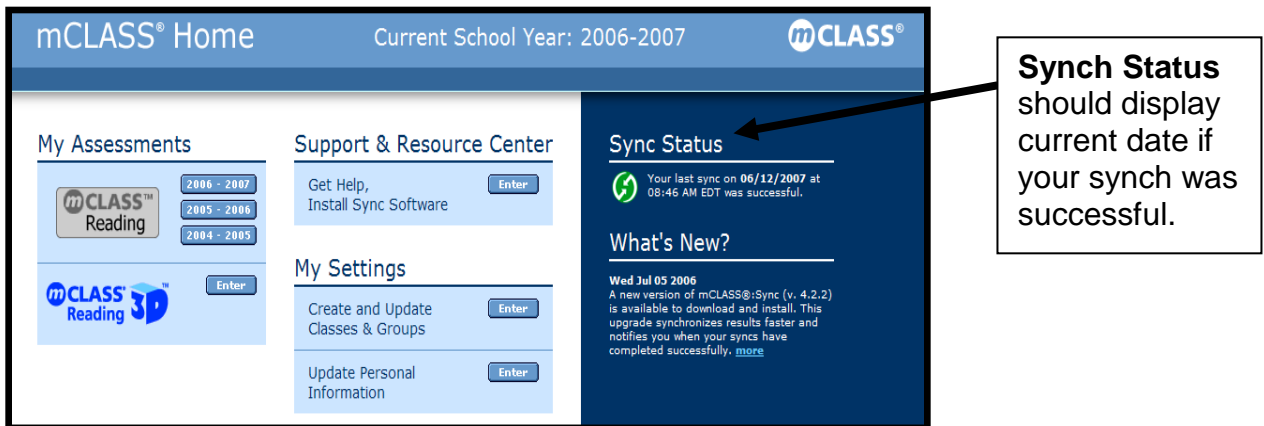 mCLASS® Home
Current School Year: 2006-2007
mCLASS®
My Assessments
mCLASS™
Reading
2006 - 2007
2005 - 2006
2004 - 2005
mCLASS®
Reading 3D™
Enter
Support & Resource Center
Get Help,
Install Sync Software
Enter
My Settings
Create and Update
Classes & Groups
Enter
Update Personal
Information
Enter
Sync Status
Your last sync on 06/12/2007 at
08:46 AM EDT was successful.
What's New?
Wed Jul 05 2006
A new version of mCLASS®:Sync (v. 4.2.2)
is available to download and install. This
upgrade synchronizes results faster and
notifies you when your syncs have
completed successfully. more
Synch Status
should display
current date if
your synch was
successful.